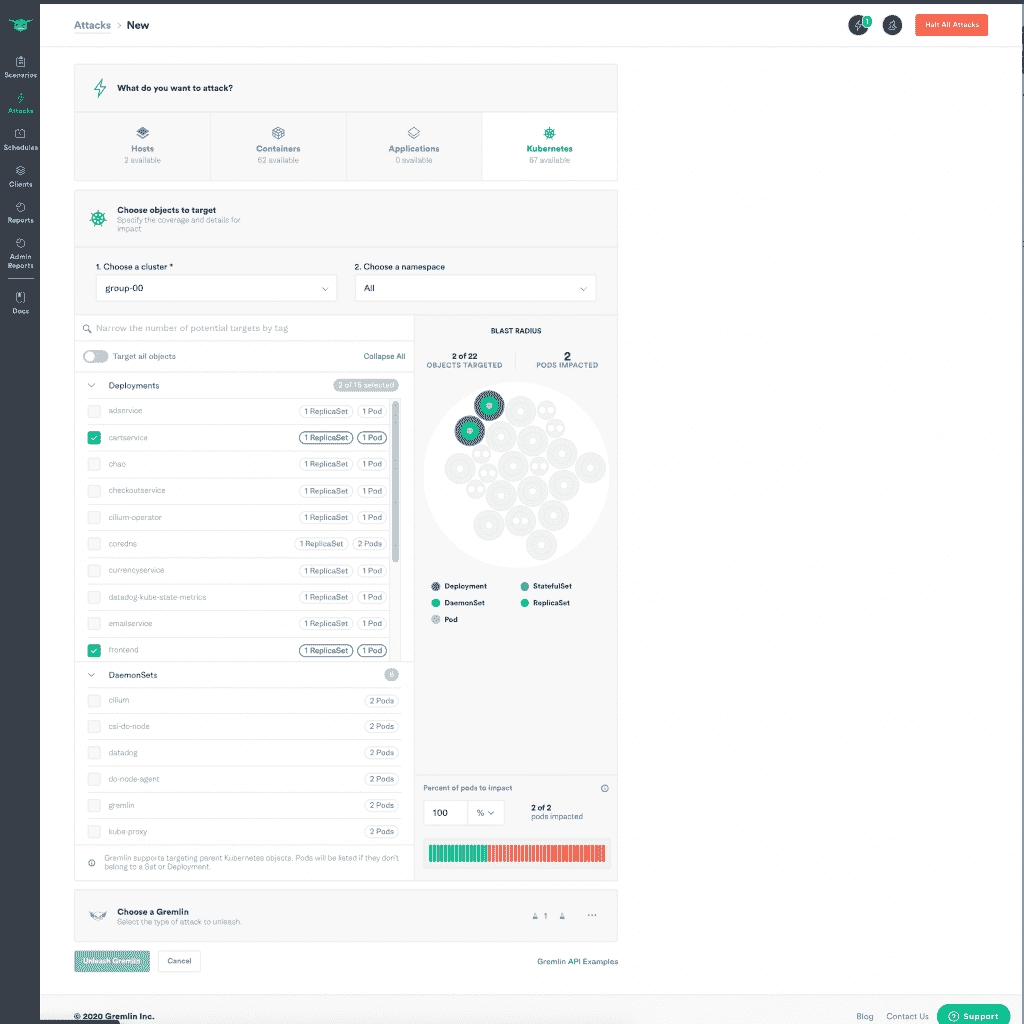 Attacks > New
1
Halt All Attacks
Scenarios
Attacks
Schedules
Clients
Reports
Admin
Reports
Docs
What do you want to attack?
Hosts
2 available
Containers
62 available
Applications
0 available
Kubernetes
67 available
Choose objects to target
Specify the coverage and details for
impact
1. Choose a cluster *
group-00
2. Choose a namespace
All
Narrow the number of potential targets by tag
Target all objects
Collapse All
Deployments
2 of 15 selected
adservice 1 ReplicaSet 1 Pod
cartservice 1 ReplicaSet 1 Pod
chao 1 ReplicaSet 1 Pod
checkoutservice 1 ReplicaSet 1 Pod
cilium-operator 1 ReplicaSet 1 Pod
coredns 1 ReplicaSet 2 Pods
currencyservice 1 ReplicaSet 1 Pod
datadog-kube-state-metrics 1 ReplicaSet 1 Pod
emailservice 1 ReplicaSet 1 Pod
frontend 1 ReplicaSet 1 Pod
DaemonSets
cilium 2 Pods
csi-do-node 2 Pods
datadog 2 Pods
do-node-agent 2 Pods
gremlin 2 Pods
kube-proxy 2 Pods
Gremlin supports targeting parent Kubernetes objects. Pods will be listed if they don't
belong to a Set or Deployment.
BLAST RADIUS
2 of 22
OBJECTS TARGETED
2
PODS IMPACTED
Deployment
StatefulSet
DaemonSet
ReplicaSet
Pod
Percent of pods to impact
100 %
2 of 2
pods impacted
Choose a Gremlin
Select the type of attack to unleash.
1
...
Unleash Gremlin
Cancel
Gremlin API Examples
© 2020 Gremlin Inc.
Blog
Contact Us
Support